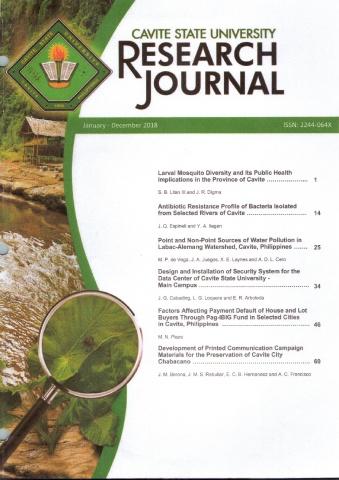 CAVITE STATE UNIVERSITY
RESEARCH
JOURNAL
January - December 2018 ISSN: 2244-064X
Larval Mosquito Diversity and Its Public Health
Implications in the Province of Cavite .................... 1
S. B. Litan III and J. R. Digma
Antibiotic Resistance Profile of Bacteria Isolated
from Selected Rivers of Cavite ............................ 14
J. G. Espineli and Y. A. Ilagan
Point and Non-Point Sources of Water Pollution in
Labac-Alemang Watershed, Cavite, Philippines ....... 25
M. P. de Vega, J. A. Juegos, X. E. Laynes and A. D. L. Cero
Design and Installation of Security System for the
Data Center of Cavite State University -
Main Campus .................................................... 34
J. G. Cabading, L. G. Loquere and E. R. Arboleda
Factors Affecting Payment Default of House and Lot
Buyers Through Pag-IBIG Fund in Selected Cities
in Cavite, Philippines ......................................... 46
M. N.
Development of Printed Communication Campaign
Materials for the Preservation of Cavite City
Chabacano ....................................................... 60
J. M. Berona, J. M. S. Rebullar, E. C. B. Hernandez and A. C. Francisco